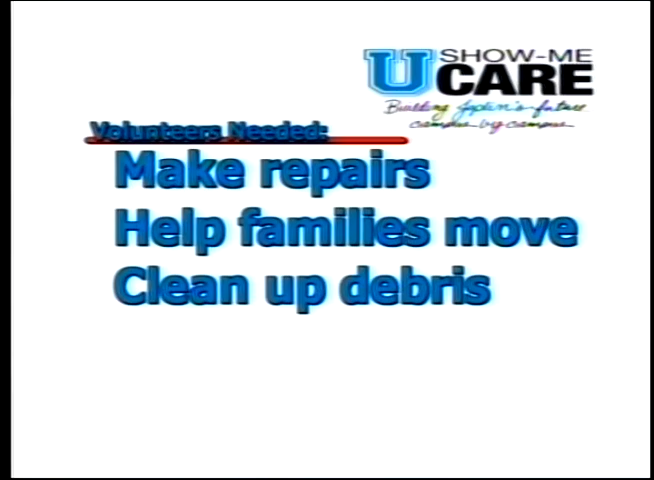 U SHOW-ME
CARE
Building Joplin's future
campus by campus
Volunteers Needed:
Make repairs
Help families move
Clean up debris